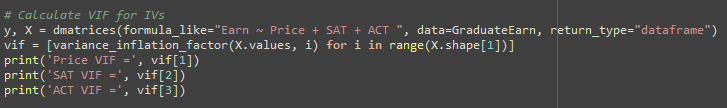 # Calculate VIF for IVs
y, X = dmatrices(formula_like="Earn ~ Price + SAT + ACT ", data=GraduateEarn, return_type="dataframe")
vif = [variance_inflation_factor(X.values, i) for i in range(X.shape[1])]
print('Price VIF =', vif[1])
print('SAT VIF =', vif[2])
print('ACT VIF =', vif[3])